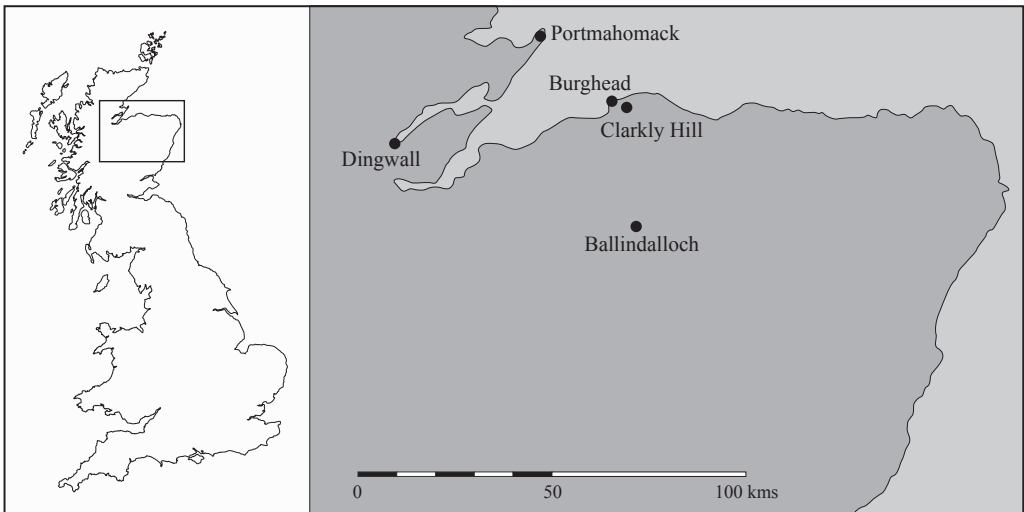 Portmahomack
Burghead
Clarkly Hill
Dingwall
Ballindalloch
0 50 100 kms